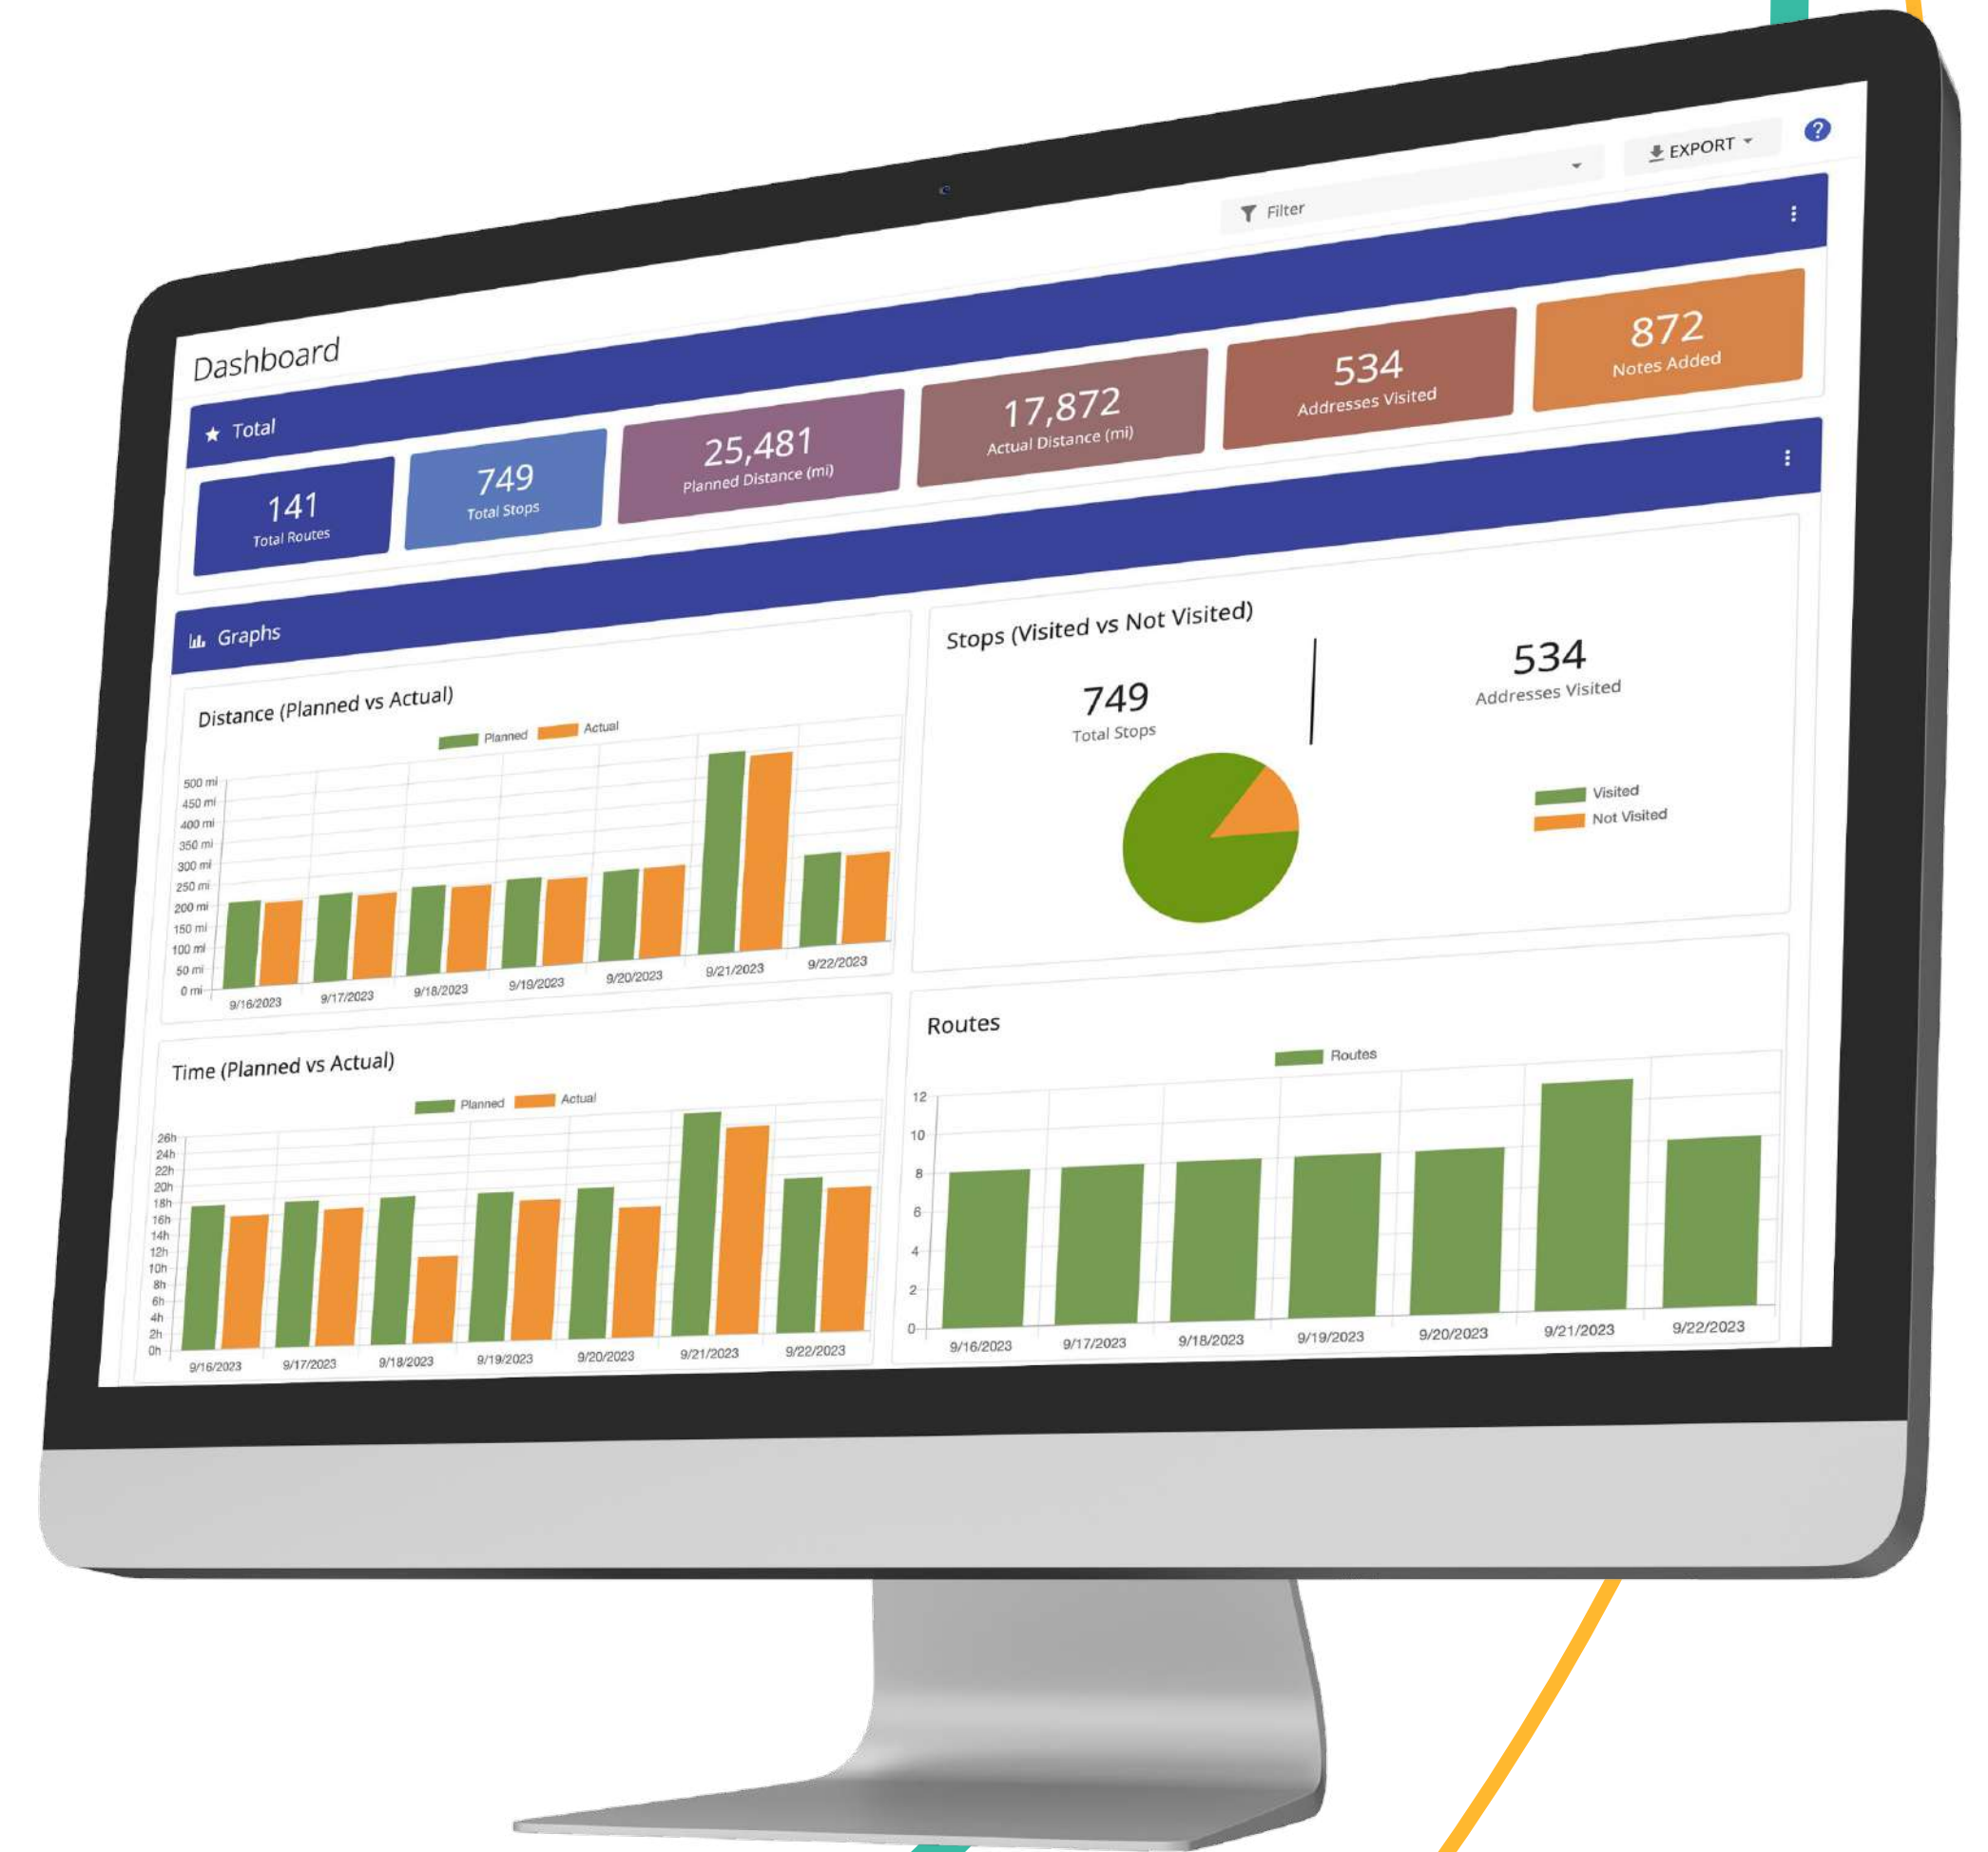 Dashboard
Filter
EXPORT
?
Total
141
Total Routes
749
Total Stops
25,481
Planned Distance (mi)
17,872
Actual Distance (mi)
534
Addresses Visited
872
Notes Added
Graphs
Distance (Planned vs Actual)
Planned Actual
500 mi
450 mi
400 mi
350 mi
300 mi
250 mi
200 mi
150 mi
100 mi
50 mi
0 mi
9/16/2023 9/17/2023 9/18/2023 9/19/2023 9/20/2023 9/21/2023 9/22/2023
Stops (Visited vs Not Visited)
749
Total Stops
534
Addresses Visited
Visited
Not Visited
Time (Planned vs Actual)
Planned Actual
26h
24h
22h
20h
18h
16h
14h
12h
10h
8h
6h
4h
2h
0h
9/16/2023 9/17/2023 9/18/2023 9/19/2023 9/20/2023 9/21/2023 9/22/2023
Routes
Routes
12
10
8
6
4
2
0
9/16/2023 9/17/2023 9/18/2023 9/19/2023 9/20/2023 9/21/2023 9/22/2023